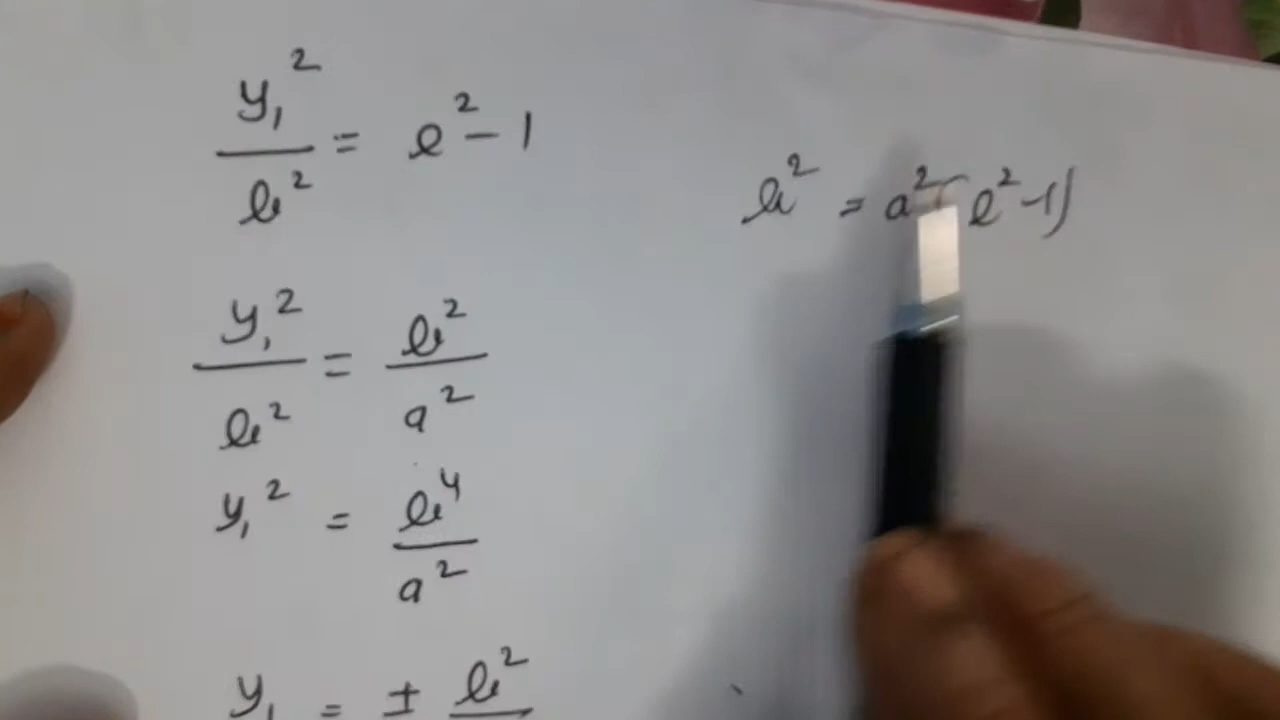 y₁²/b² = e² - 1
b² = a²(e² - 1)
y₁²/b² = b²/a²
y₁² = b⁴/a²
y₁ = ± b²